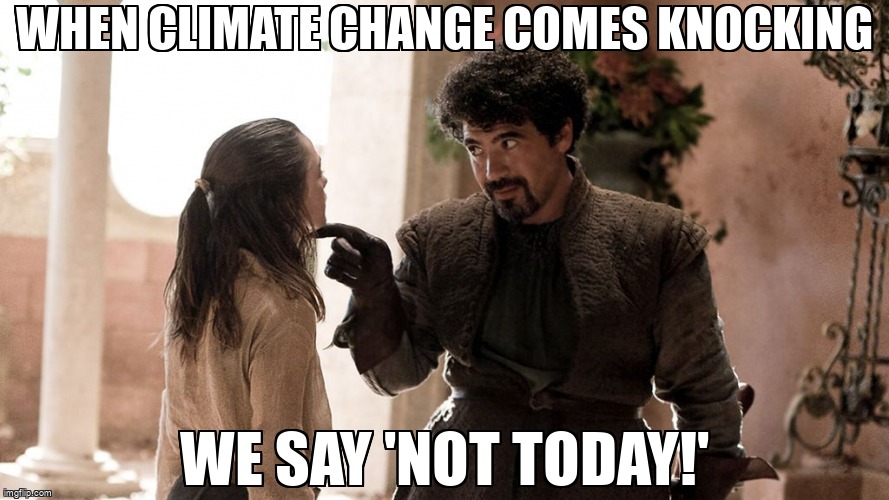 WHEN CLIMATE CHANGE COMES KNOCKING
WE SAY 'NOT TODAY!'
imgflip.com